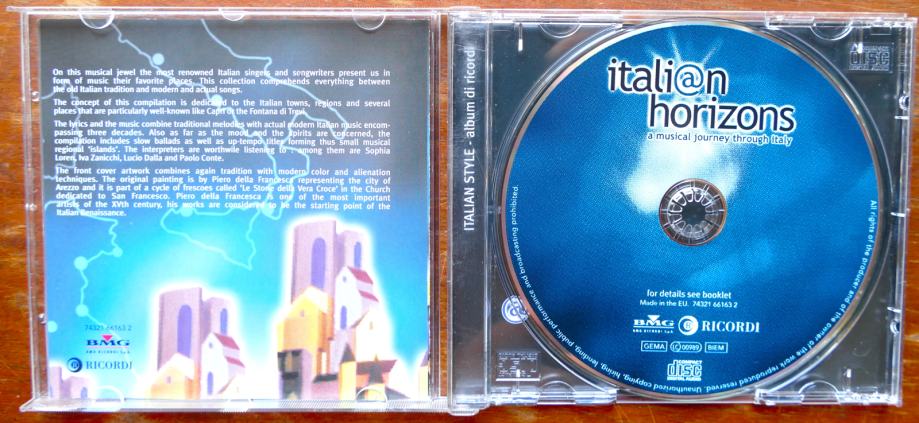 On this musical jewel the most renowned Italian singers and songwriters present us in
form of music their favorite places. This collection comprehends everything between
the old Italian tradition and modern and actual songs.
The concept of this compilation is dedicated to the Italian towns, regions and several
places that are particularly well-known like Capri or the Fontana di Trevi.
The lyrics and the music combine traditional melodies with actual modern Italian music encom-
passing three decades. Also as far as the mood and the spirits are concerned, the
compilation includes slow ballads as well as up-tempo titles forming thus small musical
regional 'islands'. The interpreters are worthwhile listening to : among them are Sophia
Loren, Iva Zanicchi, Lucio Dalla and Paolo Conte.
The front cover artwork combines again tradition with modern color and alienation
techniques. The original painting is by Piero della Francesca representing the city of
Arezzo and it is part of a cycle of frescoes called 'Le Storie della Vera Croce' in the Church
dedicated to San Francesco. Piero della Francesca is one of the most important
artists of the XVth century, his works are considered to be the starting point of the
Italian Renaissance.
74321 66163 2
BMG
BMG RICORDI S.p.A.
RICORDI
ITALIAN STYLE - album di ricordi
itali@n
horizons
a musical journey through Italy
for details see booklet
Made in the EU. 74321 66163 2
BMG
BMG RICORDI S.p.A.
RICORDI
GEMA
LC 00989
BIEM
COMPACT
disc
DIGITAL AUDIO
All rights of the producer and of the owner of the work reproduced reserved. Unauthorized copying, hiring, lending, public performance and broadcasting prohibited.
COMPACT
disc